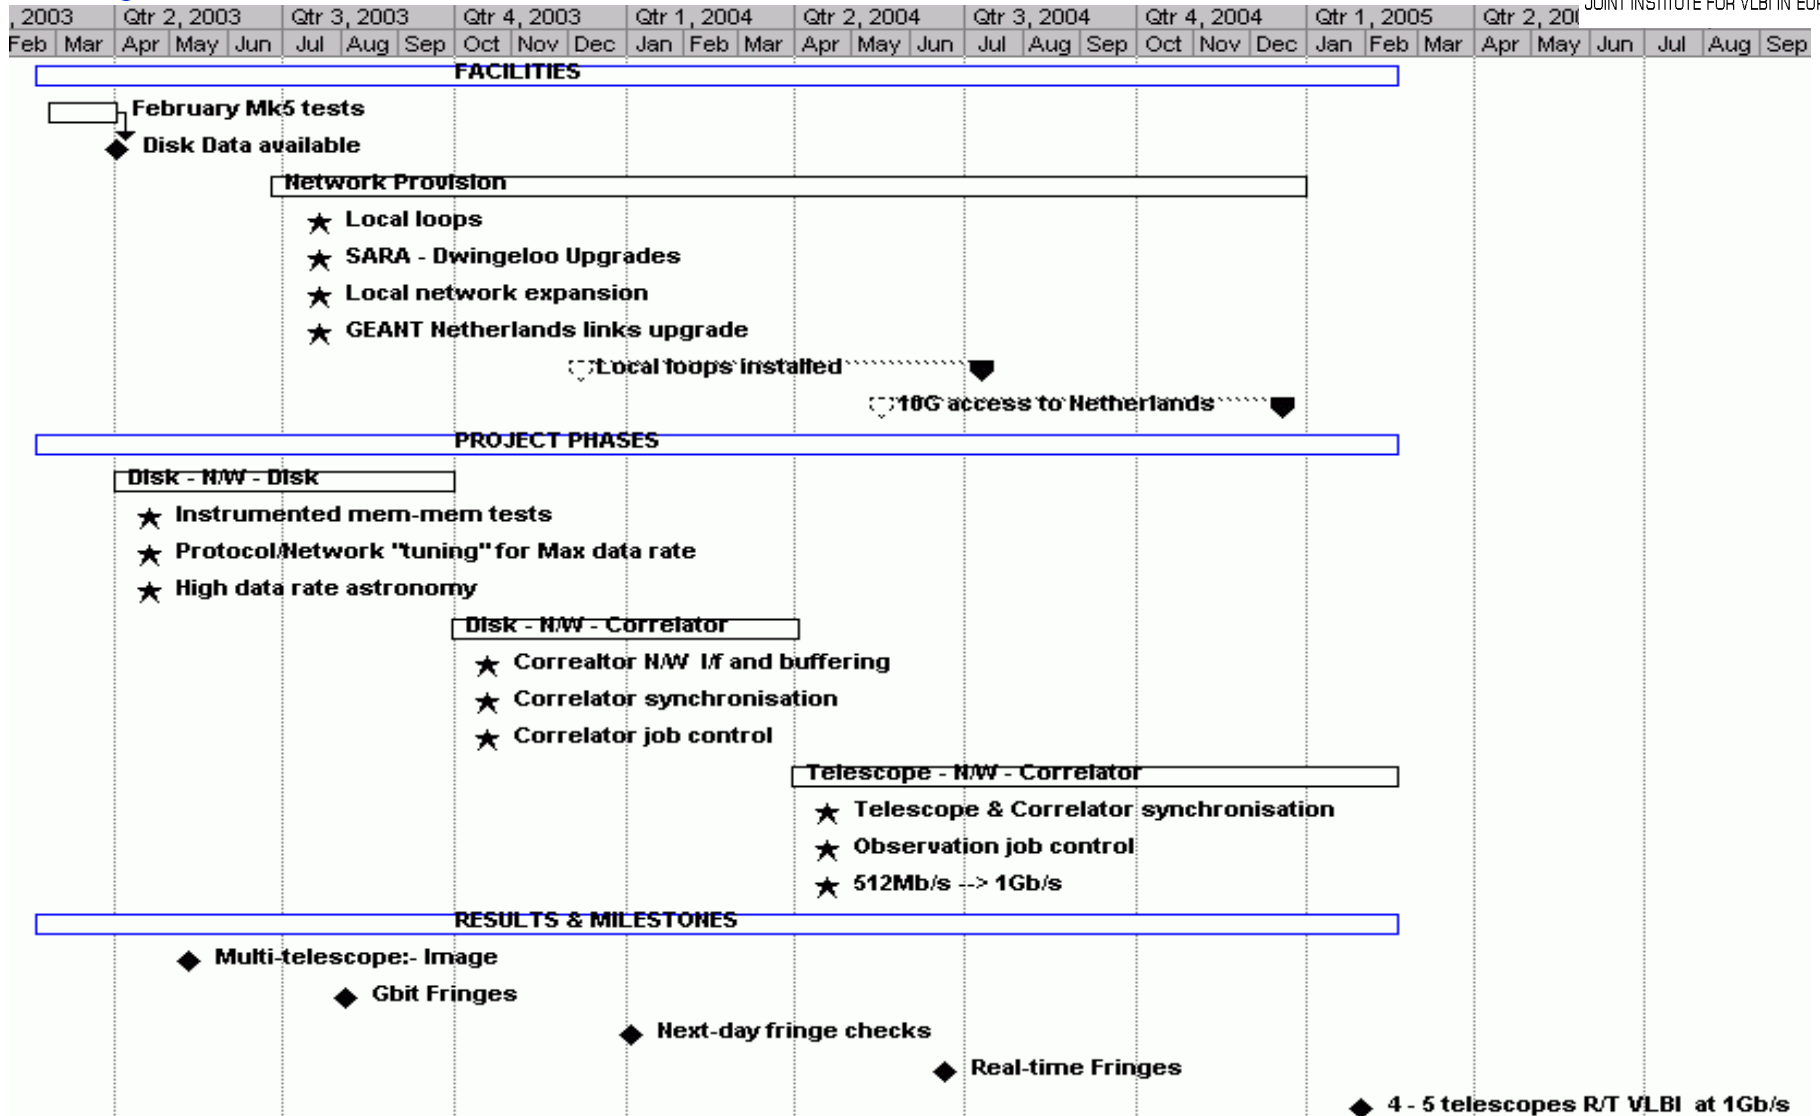 JOINT INSTITUTE FOR VLBI IN
, 2003 Qtr 2, 2003 Qtr 3, 2003 Qtr 4, 2003 Qtr 1, 2004 Qtr 2, 2004 Qtr 3, 2004 Qtr 4, 2004 Qtr 1, 2005 Qtr 2,
Feb Mar Apr May Jun Jul Aug Sep Oct Nov Dec Jan Feb Mar Apr May Jun Jul Aug Sep Oct Nov Dec Jan Feb Mar Apr May Jun Jul Aug Sep
FACILITIES
February Mk5 tests
Disk Data available
Network Provision
Local loops
SARA - Dwingeloo Upgrades
Local network expansion
GEANT Netherlands links upgrade
Local loops installed
10G access to Netherlands
PROJECT PHASES
Disk - N/W - Disk
Instrumented mem-mem tests
Protocol/Network "tuning" for Max data rate
High data rate astronomy
Disk - N/W - Correlator
Correaltor N/W I/f and buffering
Correlator synchronisation
Correlator job control
Telescope - N/W - Correlator
Telescope & Correlator synchronisation
Observation job control
512Mb/s --> 1Gb/s
RESULTS & MILESTONES
Multi-telescope:- Image
Gbit Fringes
Next-day fringe checks
Real-time Fringes
4 - 5 telescopes R/T VLBI at 1Gb/s